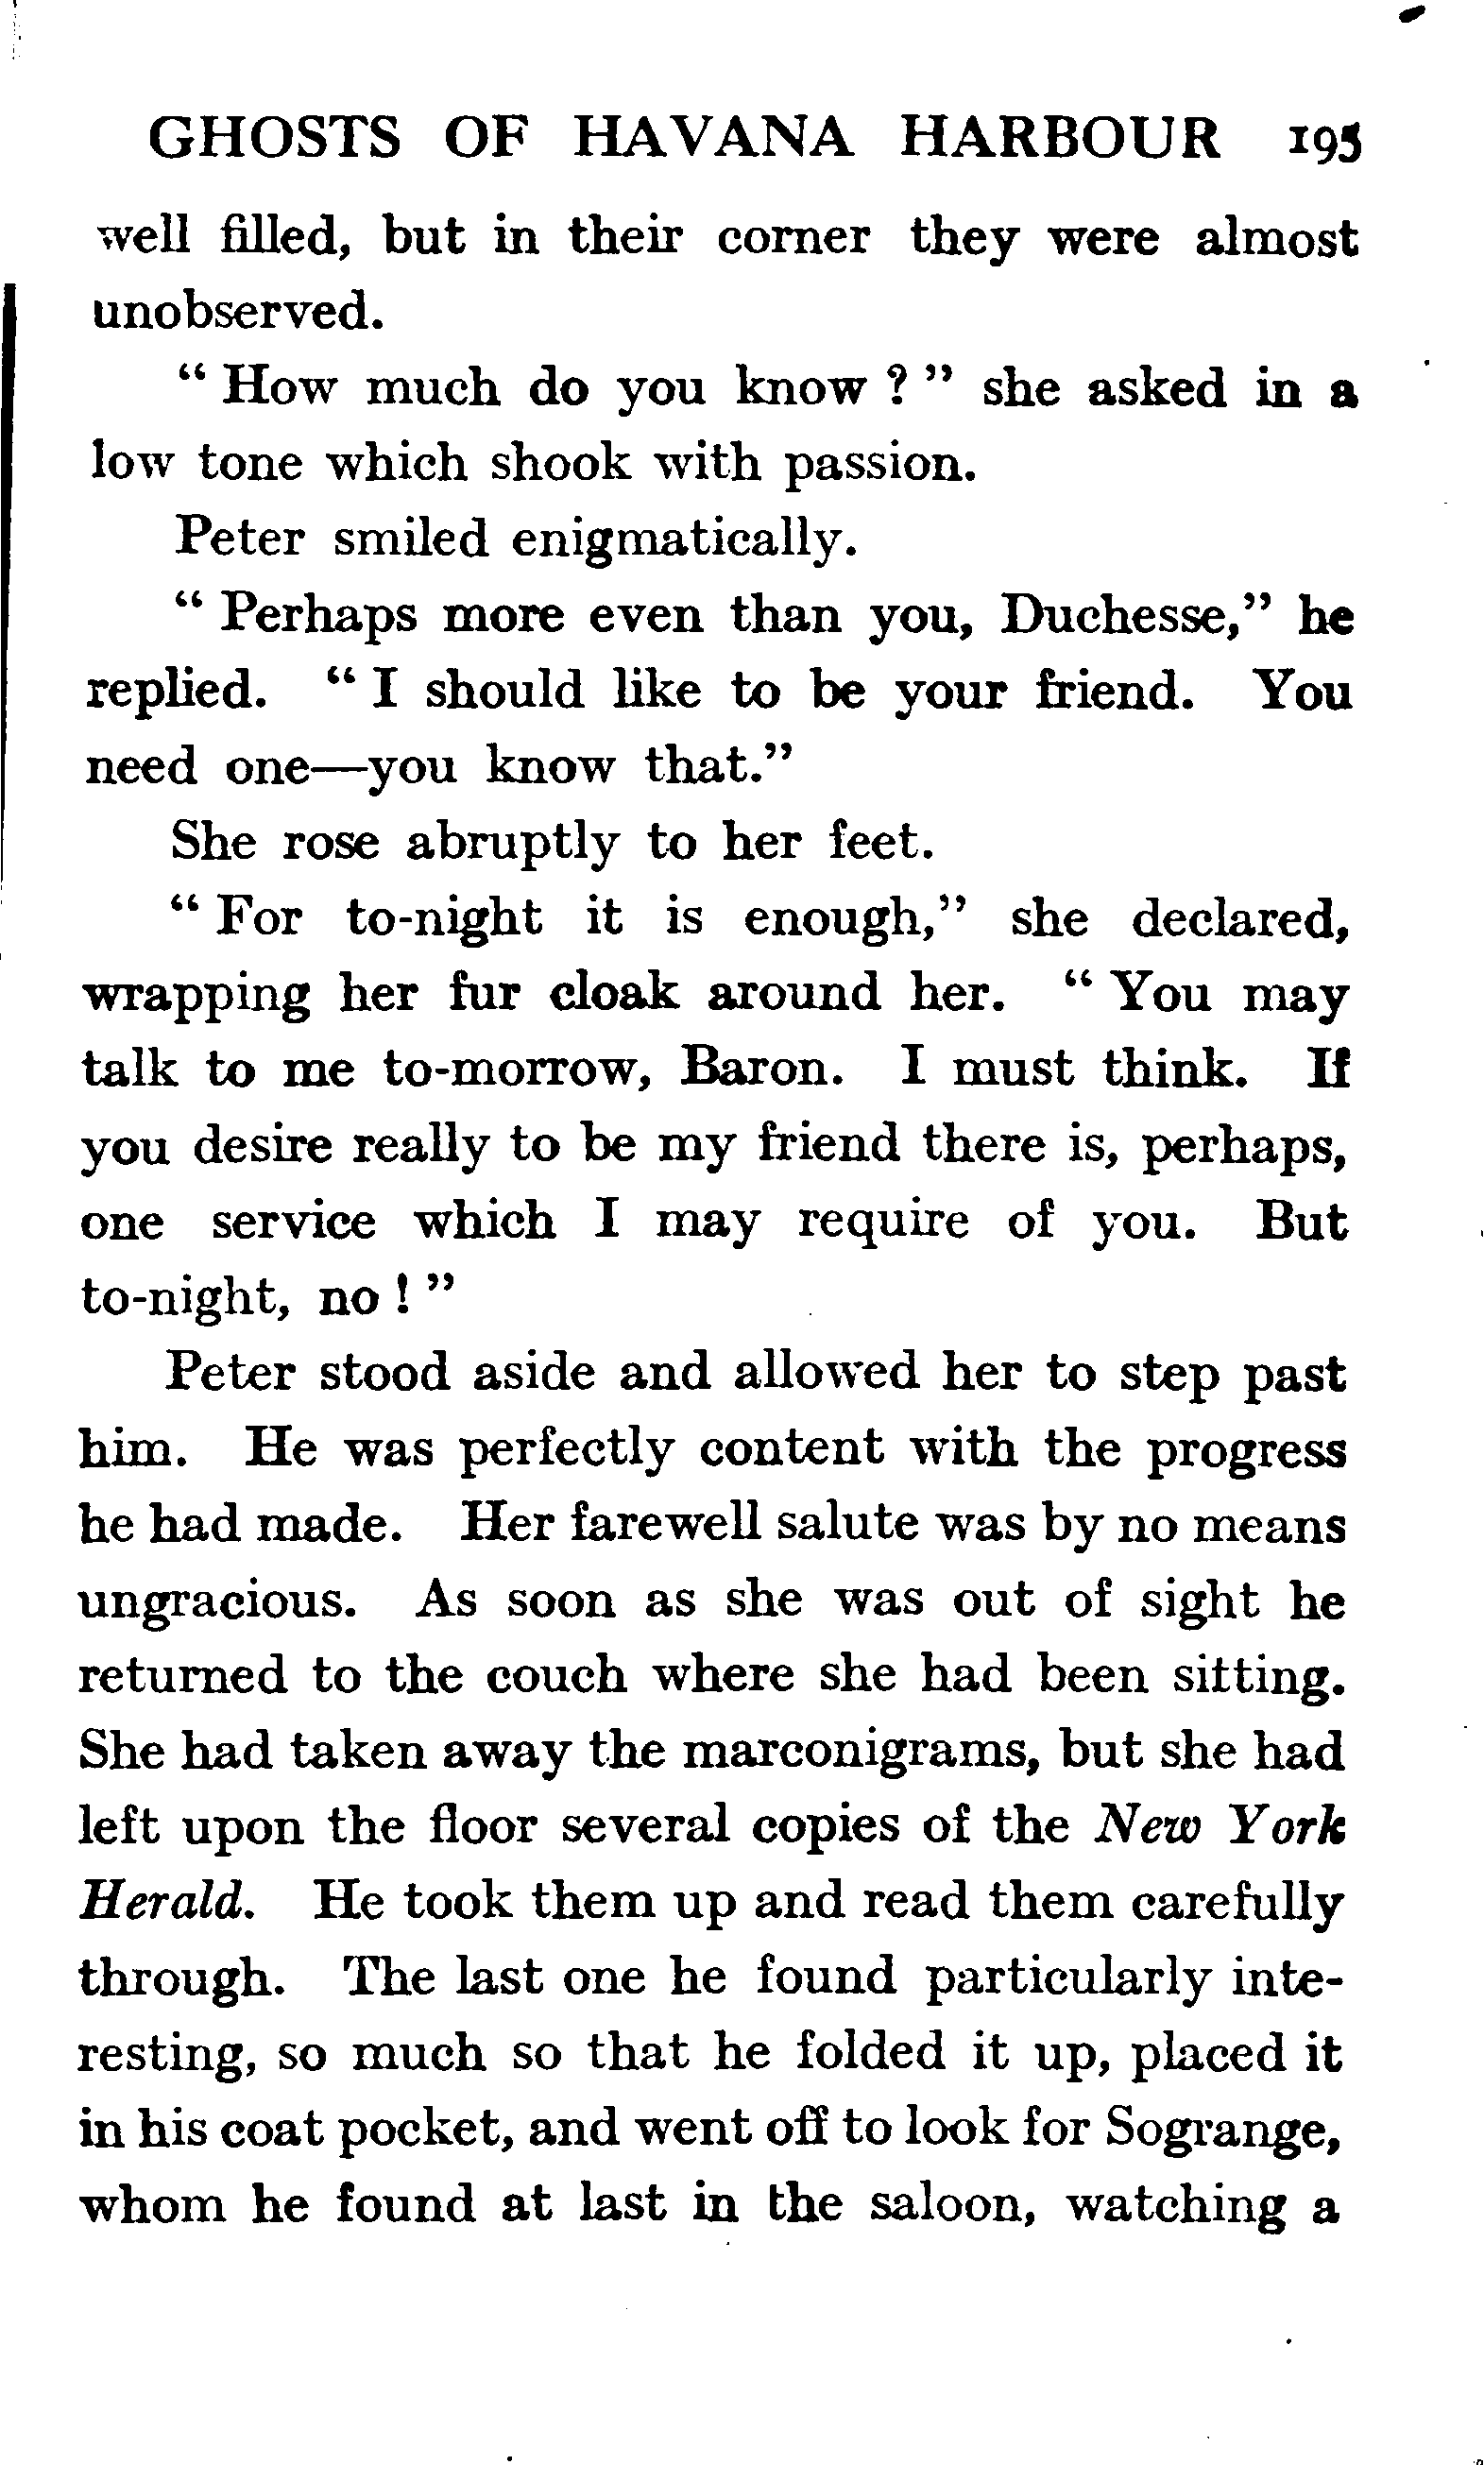 GHOSTS OF HAVANA HARBOUR 195
well filled, but in their corner they were almost
unobserved.
“ How much do you know ? ” she asked in a
low tone which shook with passion.
Peter smiled enigmatically.
“ Perhaps more even than you, Duchesse,” he
replied. “ I should like to be your friend. You
need one—you know that.”
She rose abruptly to her feet.
“ For to-night it is enough,” she declared,
wrapping her fur cloak around her. “ You may
talk to me to-morrow, Baron. I must think. If
you desire really to be my friend there is, perhaps,
one service which I may require of you. But
to-night, no ! ”
Peter stood aside and allowed her to step past
him. He was perfectly content with the progress
he had made. Her farewell salute was by no means
ungracious. As soon as she was out of sight he
returned to the couch where she had been sitting.
She had taken away the marconigrams, but she had
left upon the floor several copies of the New York
Herald. He took them up and read them carefully
through. The last one he found particularly inte-
resting, so much so that he folded it up, placed it
in his coat pocket, and went off to look for Sogrange,
whom he found at last in the saloon, watching a